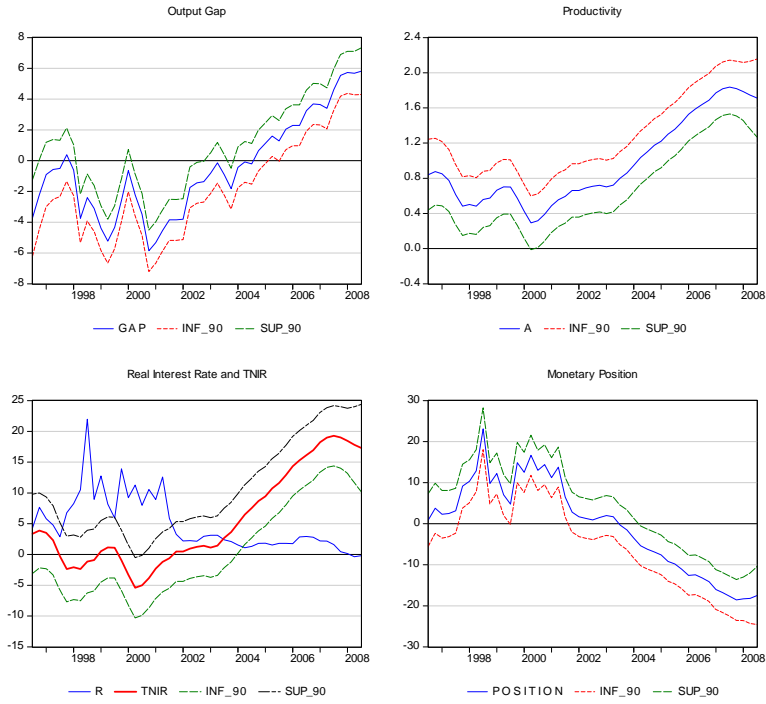 Output Gap
8
6
4
2
0
-2
-4
-6
-8
1998 2000 2002 2004 2006 2008
GAP INF_90 SUP_90
Productivity
2.4
2.0
1.6
1.2
0.8
0.4
0.0
-0.4
1998 2000 2002 2004 2006 2008
A INF_90 SUP_90
Real Interest Rate and TNIR
25
20
15
10
5
0
-5
-10
-15
1998 2000 2002 2004 2006 2008
R TNIR INF_90 SUP_90
Monetary Position
30
20
10
0
-10
-20
-30
1998 2000 2002 2004 2006 2008
POSITION INF_90 SUP_90